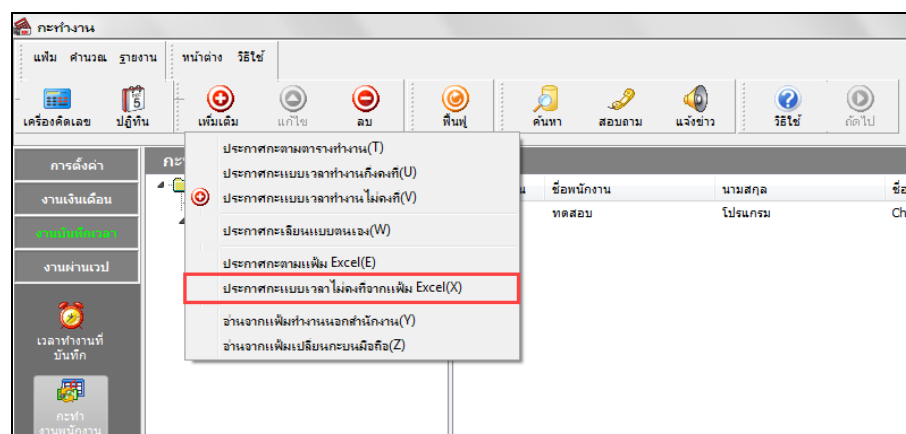 กะทำงาน
แฟ้ม คำนวณ รายงาน หน้าต่าง วิธีใช้
5
เครื่องคิดเลข ปฏิทิน เพิ่มเติม แก้ไข ลบ ฟื้นฟู ค้นหา สอบถาม แจ้งข่าว วิธีใช้ ถัดไป
การตั้งค่า
งานเงินเดือน
งานบันทึกเวลา
งานผ่านเวป
เวลาทำงานที่
บันทึก
กะทำ
งานพนักงาน
กะ
ประกาศกะตามตารางทำงาน(T)
ประกาศกะแบบเวลาทำงานกึ่งคงที่(U)
ประกาศกะแบบเวลาทำงานไม่คงที่(V)
ประกาศกะเลียนแบบตนเอง(W)
ประกาศกะตามแฟ้ม Excel(E)
ประกาศกะแบบเวลาไม่คงที่จากแฟ้ม Excel(X)
อ่านจากแฟ้มทำงานนอกสำนักงาน(Y)
อ่านจากแฟ้มเปลี่ยนกะบนมือถือ(Z)
ชื่อพนักงาน นามสกุล
ทดสอบ โปรแกรม Ch